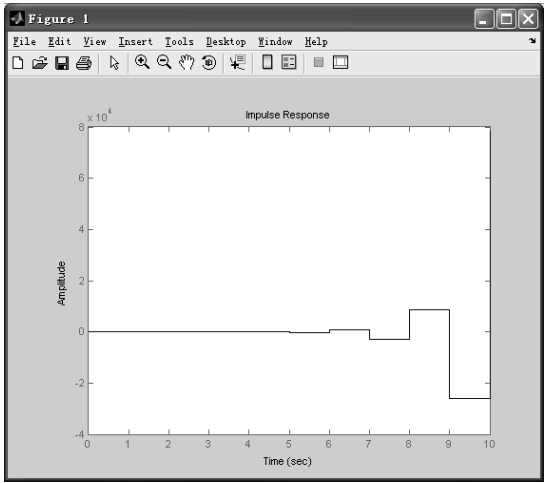 Figure 1
File Edit View Insert Tools Desktop Window Help
Impulse Response
x 10^4
8
6
4
2
0
-2
-4
Amplitude
0 1 2 3 4 5 6 7 8 9 10
Time (sec)